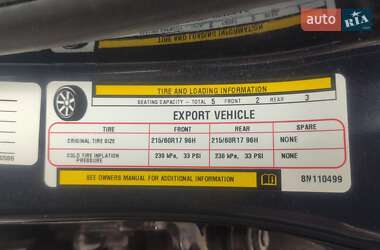 auto RIA
TIRE AND LOADING INFORMATION
SEATING CAPACITY - TOTAL 5 FRONT 2 REAR 3
EXPORT VEHICLE
TIRE FRONT REAR SPARE
ORIGINAL TIRE SIZE 215/60R17 96H 215/60R17 96H NONE
COLD TIRE INFLATION PRESSURE 230 kPa, 33 PSI 230 kPa, 33 PSI NONE
SEE OWNERS MANUAL FOR ADDITIONAL INFORMATION
8N110499